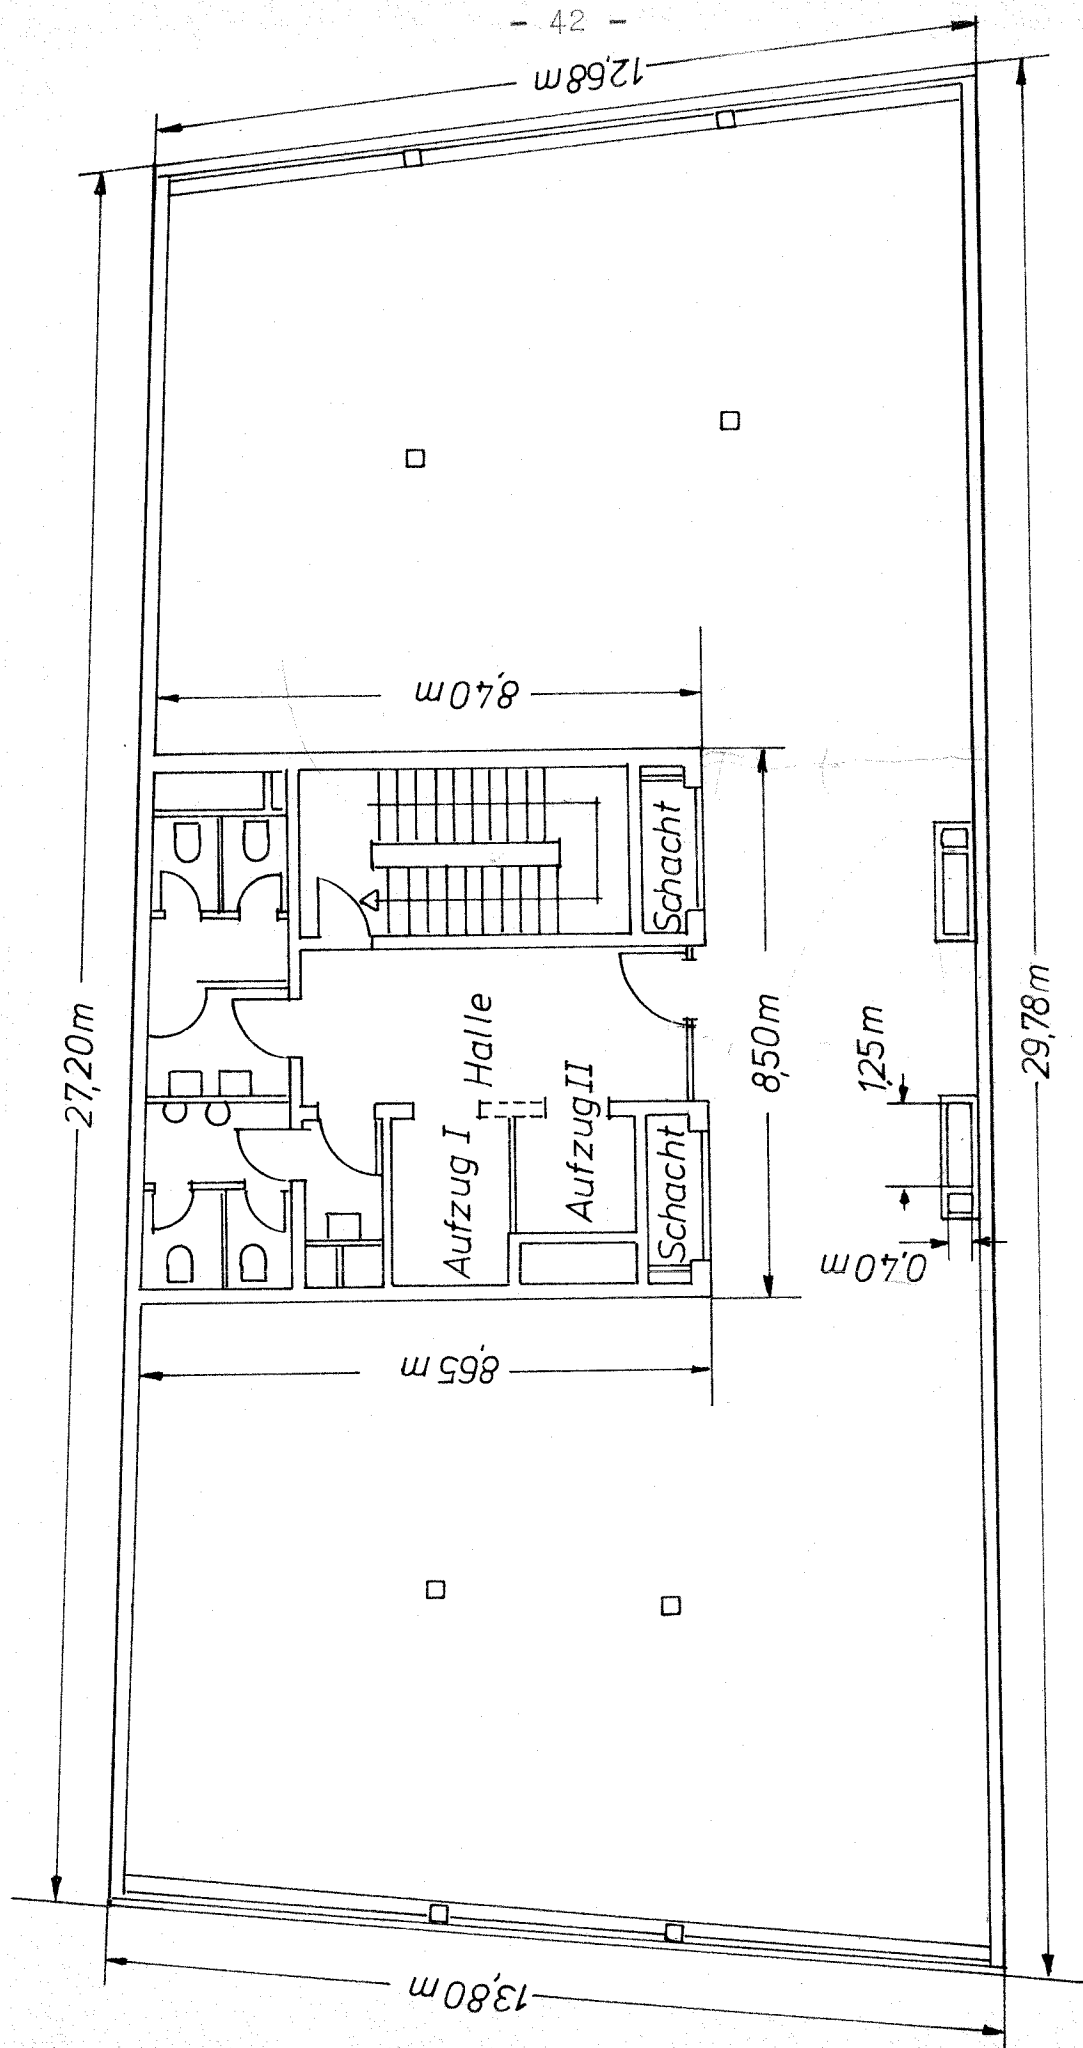 - 42 -
12,68m
27,20m
8,40m
Schacht
Halle
8,50m
1,25m
29,78m
Aufzug I
Aufzug II
Schacht
0,40m
8,65m
13,80m